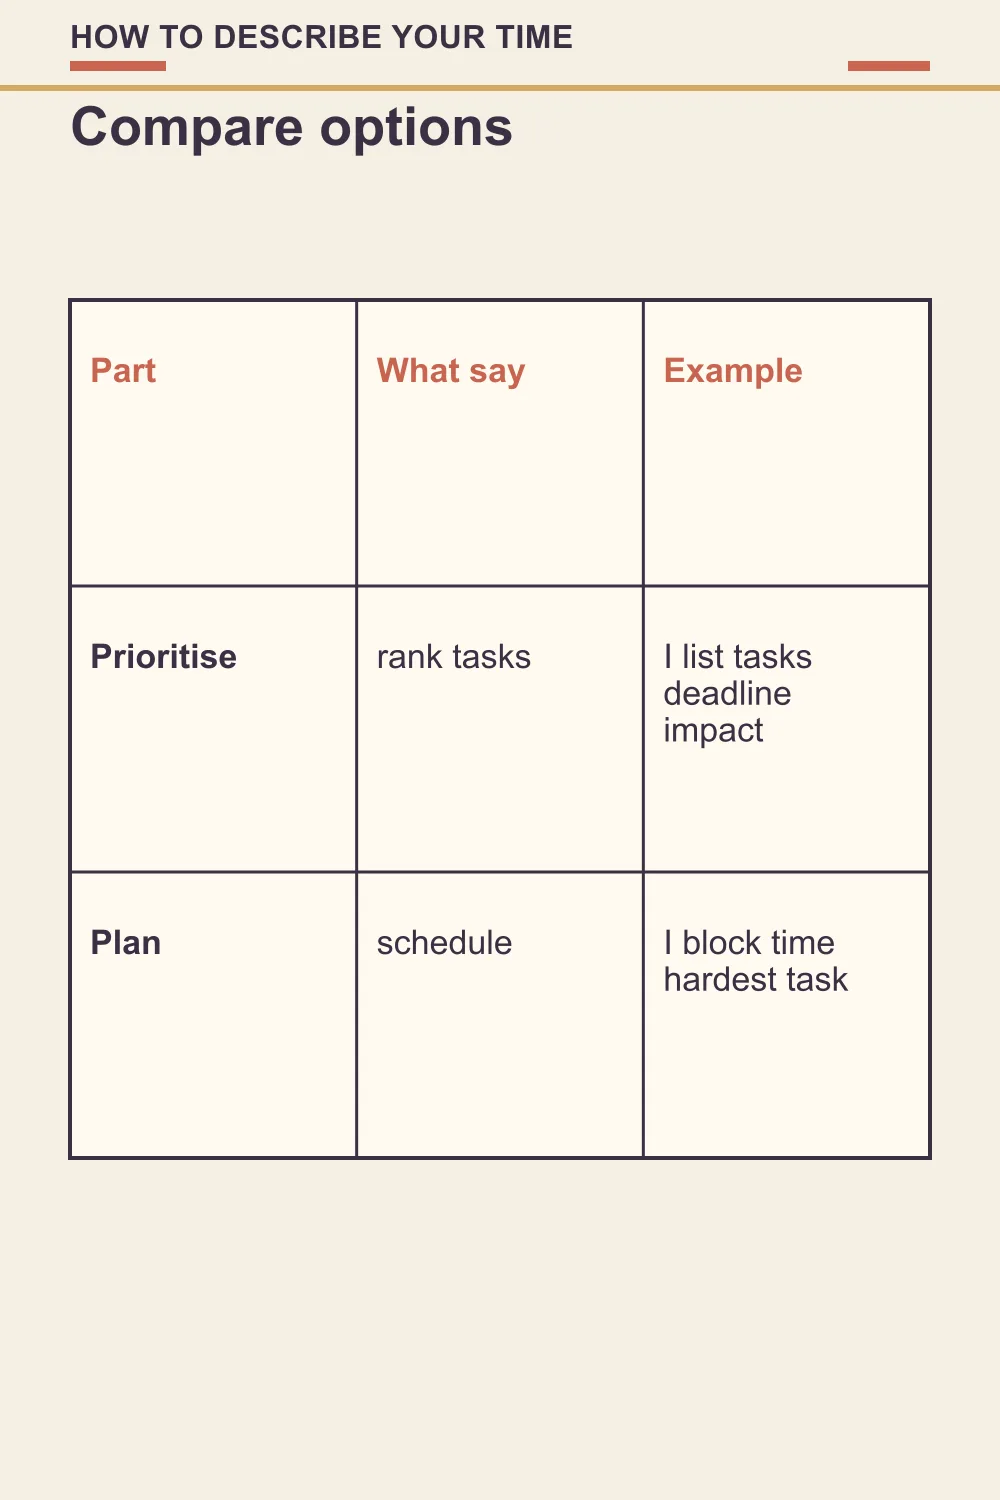 HOW TO DESCRIBE YOUR TIME
Compare options
Part
What say
Example
Prioritise
rank tasks
I list tasks
deadline
impact
Plan
schedule
I block time
hardest task